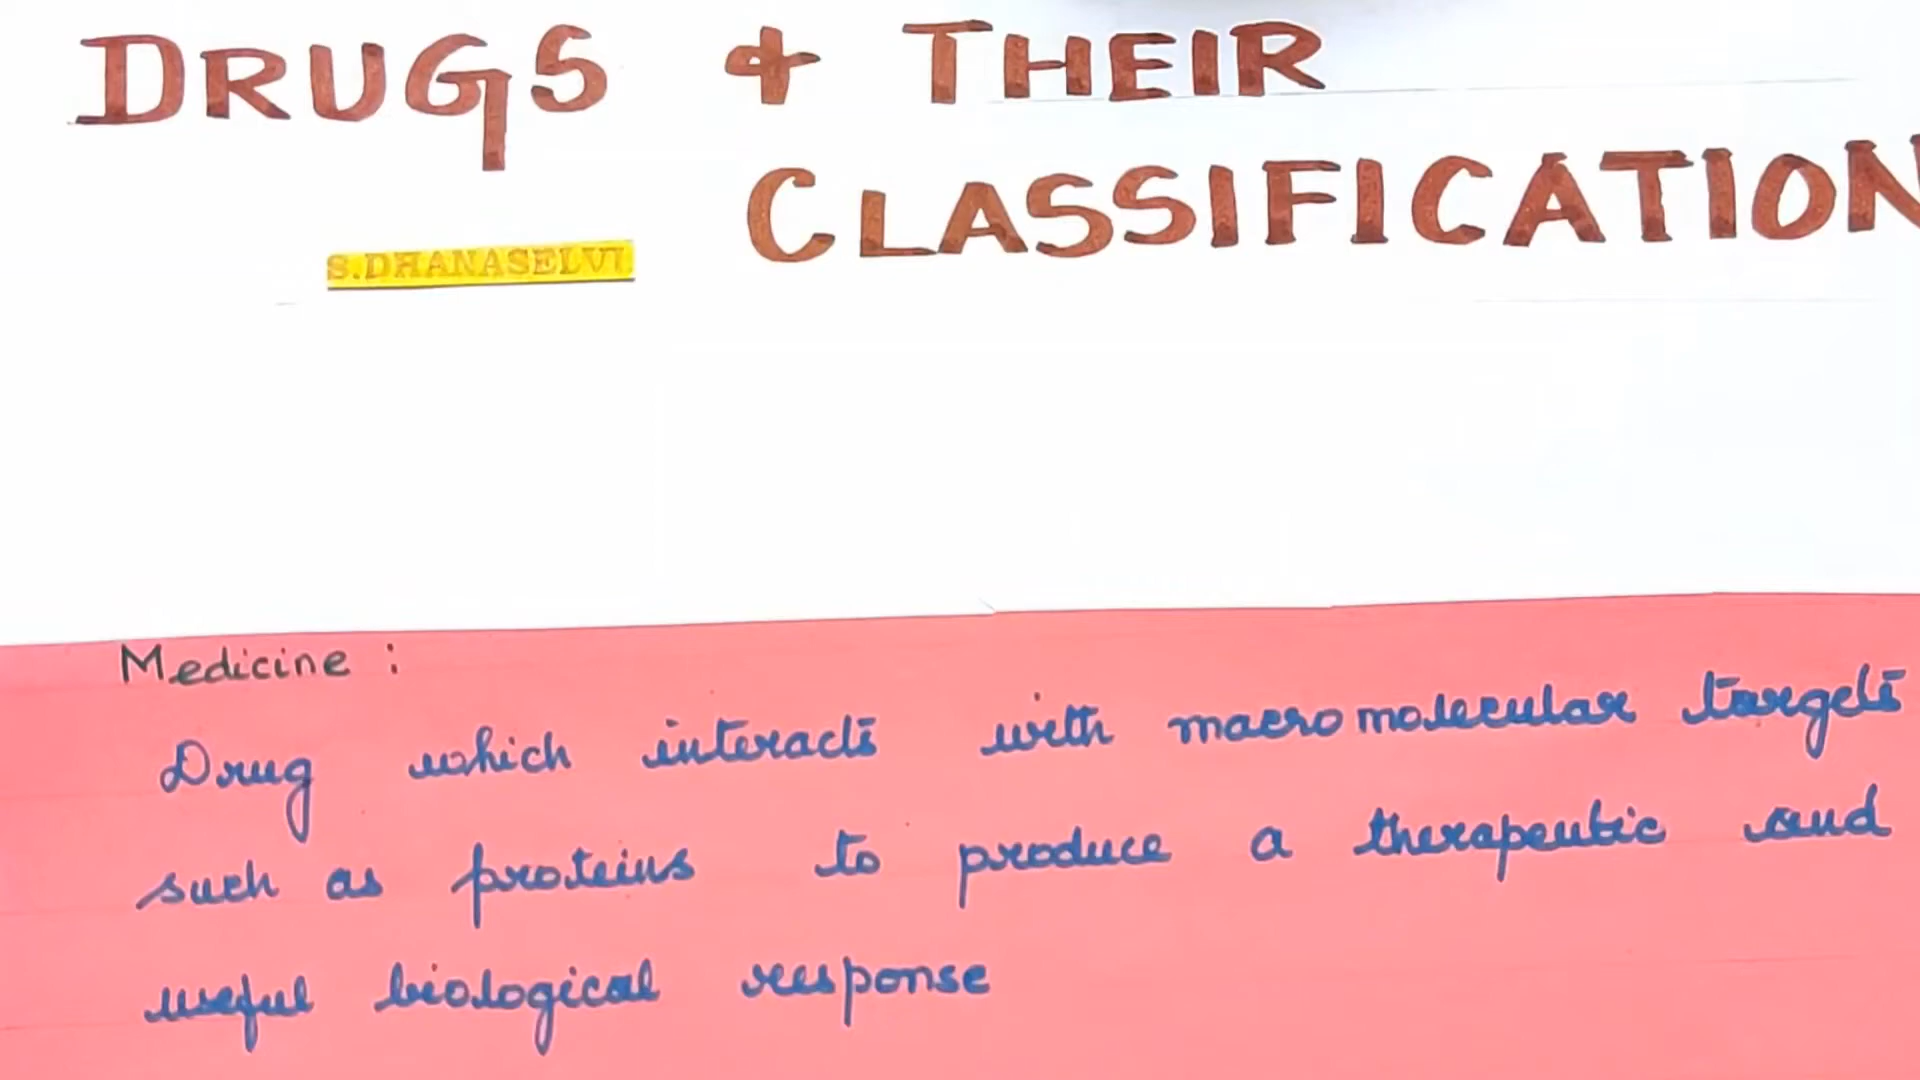 DRUGS & THEIR
CLASSIFICATION
S.DHANASELVI
Medicine :
Drug which interacts with macromolecular targets
such as proteins to produce a therapeutic and
useful biological response